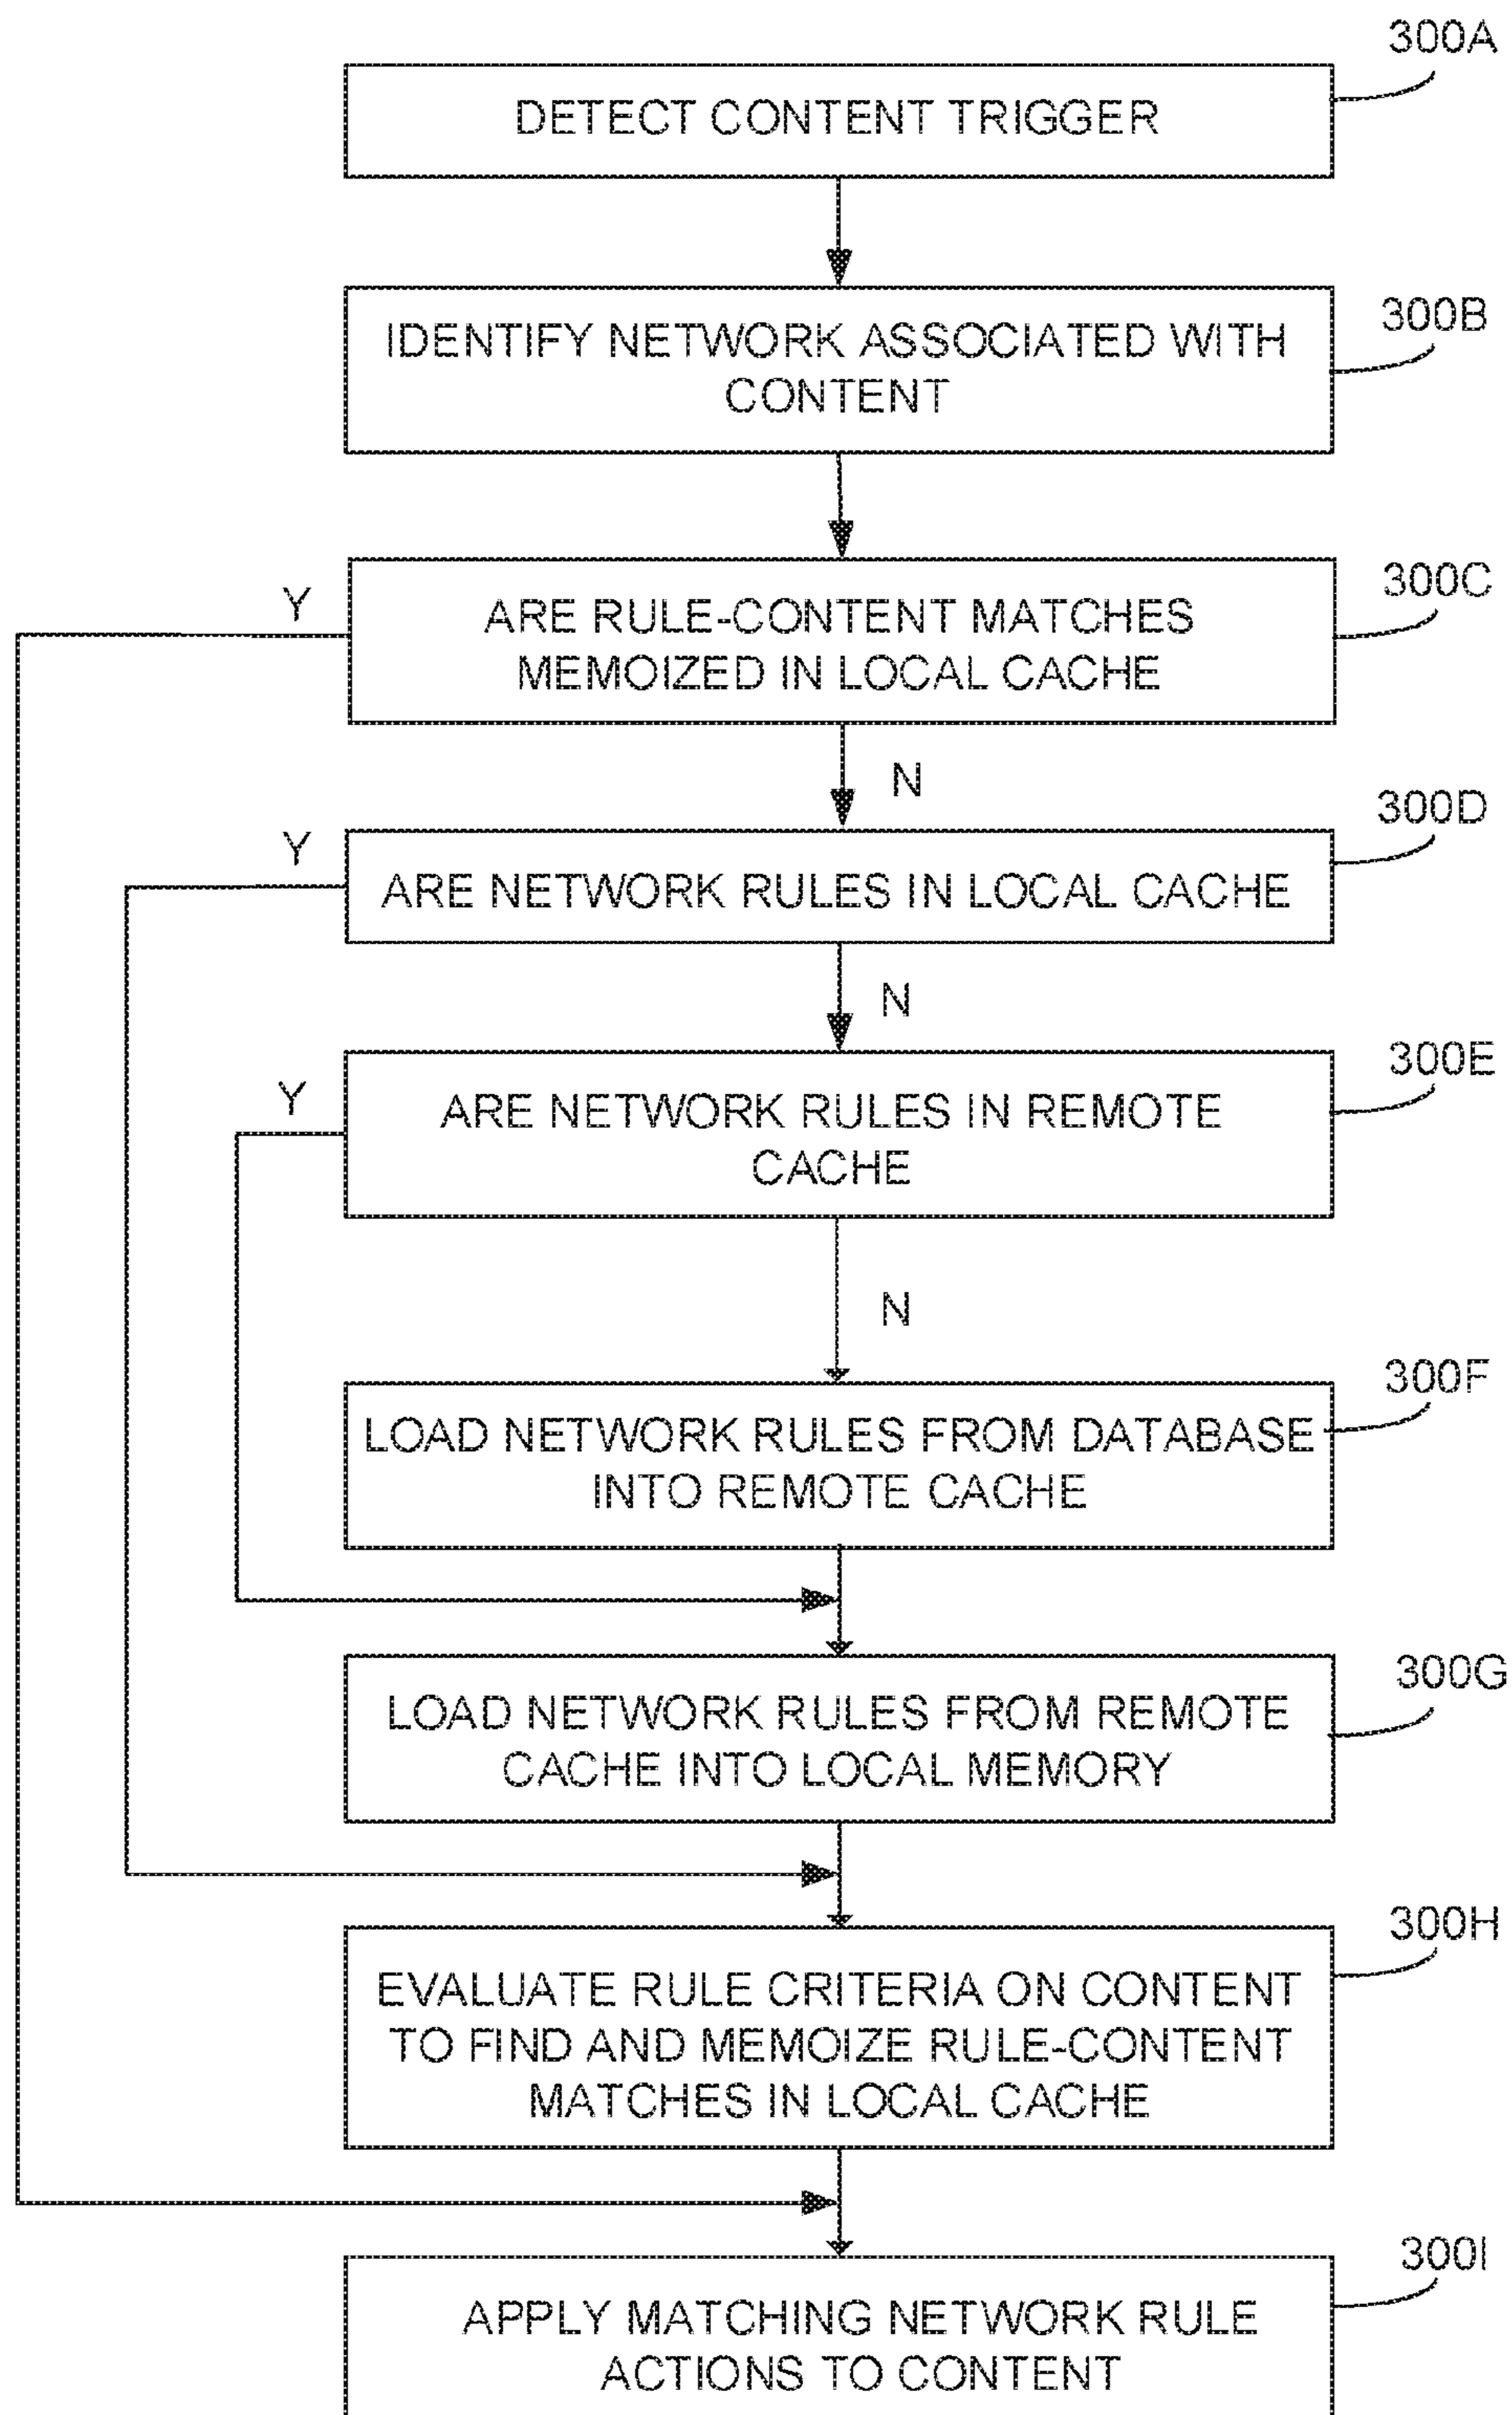 300A
DETECT CONTENT TRIGGER
300B
IDENTIFY NETWORK ASSOCIATED WITH
CONTENT
300C
Y
ARE RULE-CONTENT MATCHES
MEMOIZED IN LOCAL CACHE
N
300D
Y
ARE NETWORK RULES IN LOCAL CACHE
N
300E
Y
ARE NETWORK RULES IN REMOTE
CACHE
N
300F
LOAD NETWORK RULES FROM DATABASE
INTO REMOTE CACHE
300G
LOAD NETWORK RULES FROM REMOTE
CACHE INTO LOCAL MEMORY
300H
EVALUATE RULE CRITERIA ON CONTENT
TO FIND AND MEMOIZE RULE-CONTENT
MATCHES IN LOCAL CACHE
300I
APPLY MATCHING NETWORK RULE
ACTIONS TO CONTENT